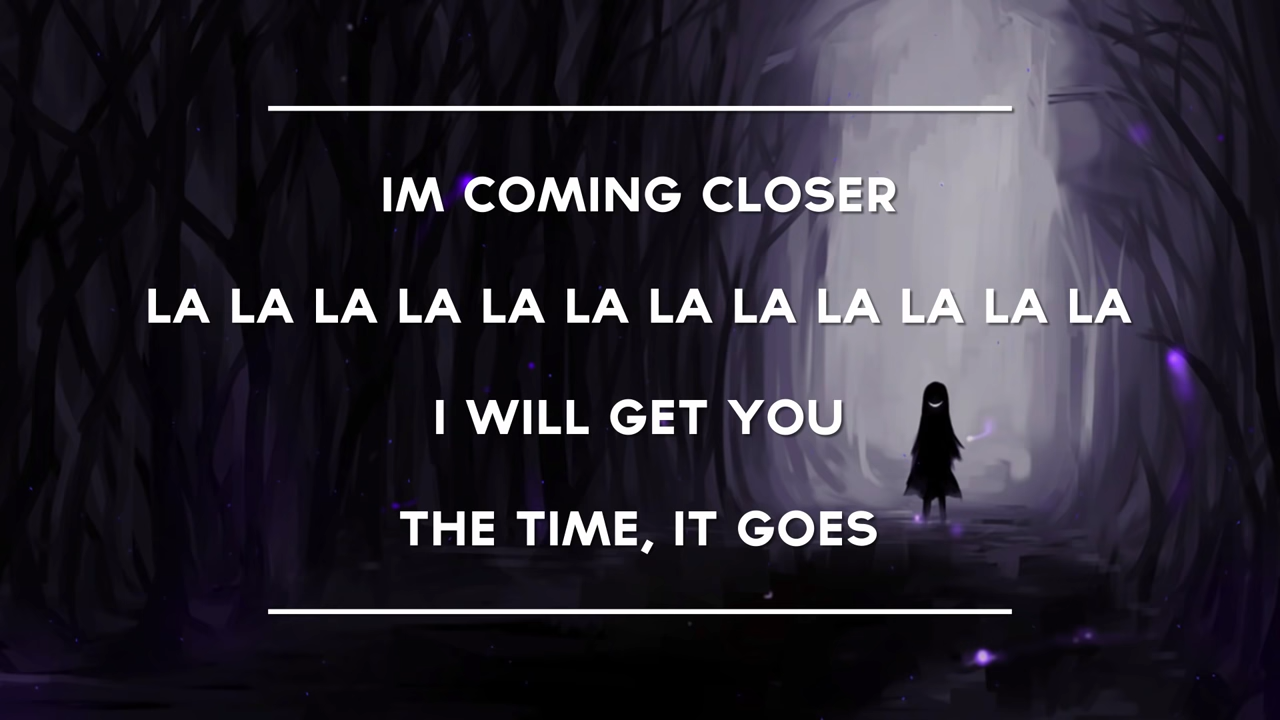 IM COMING CLOSER
LA LA LA LA LA LA LA LA LA LA LA LA
I WILL GET YOU
THE TIME, IT GOES